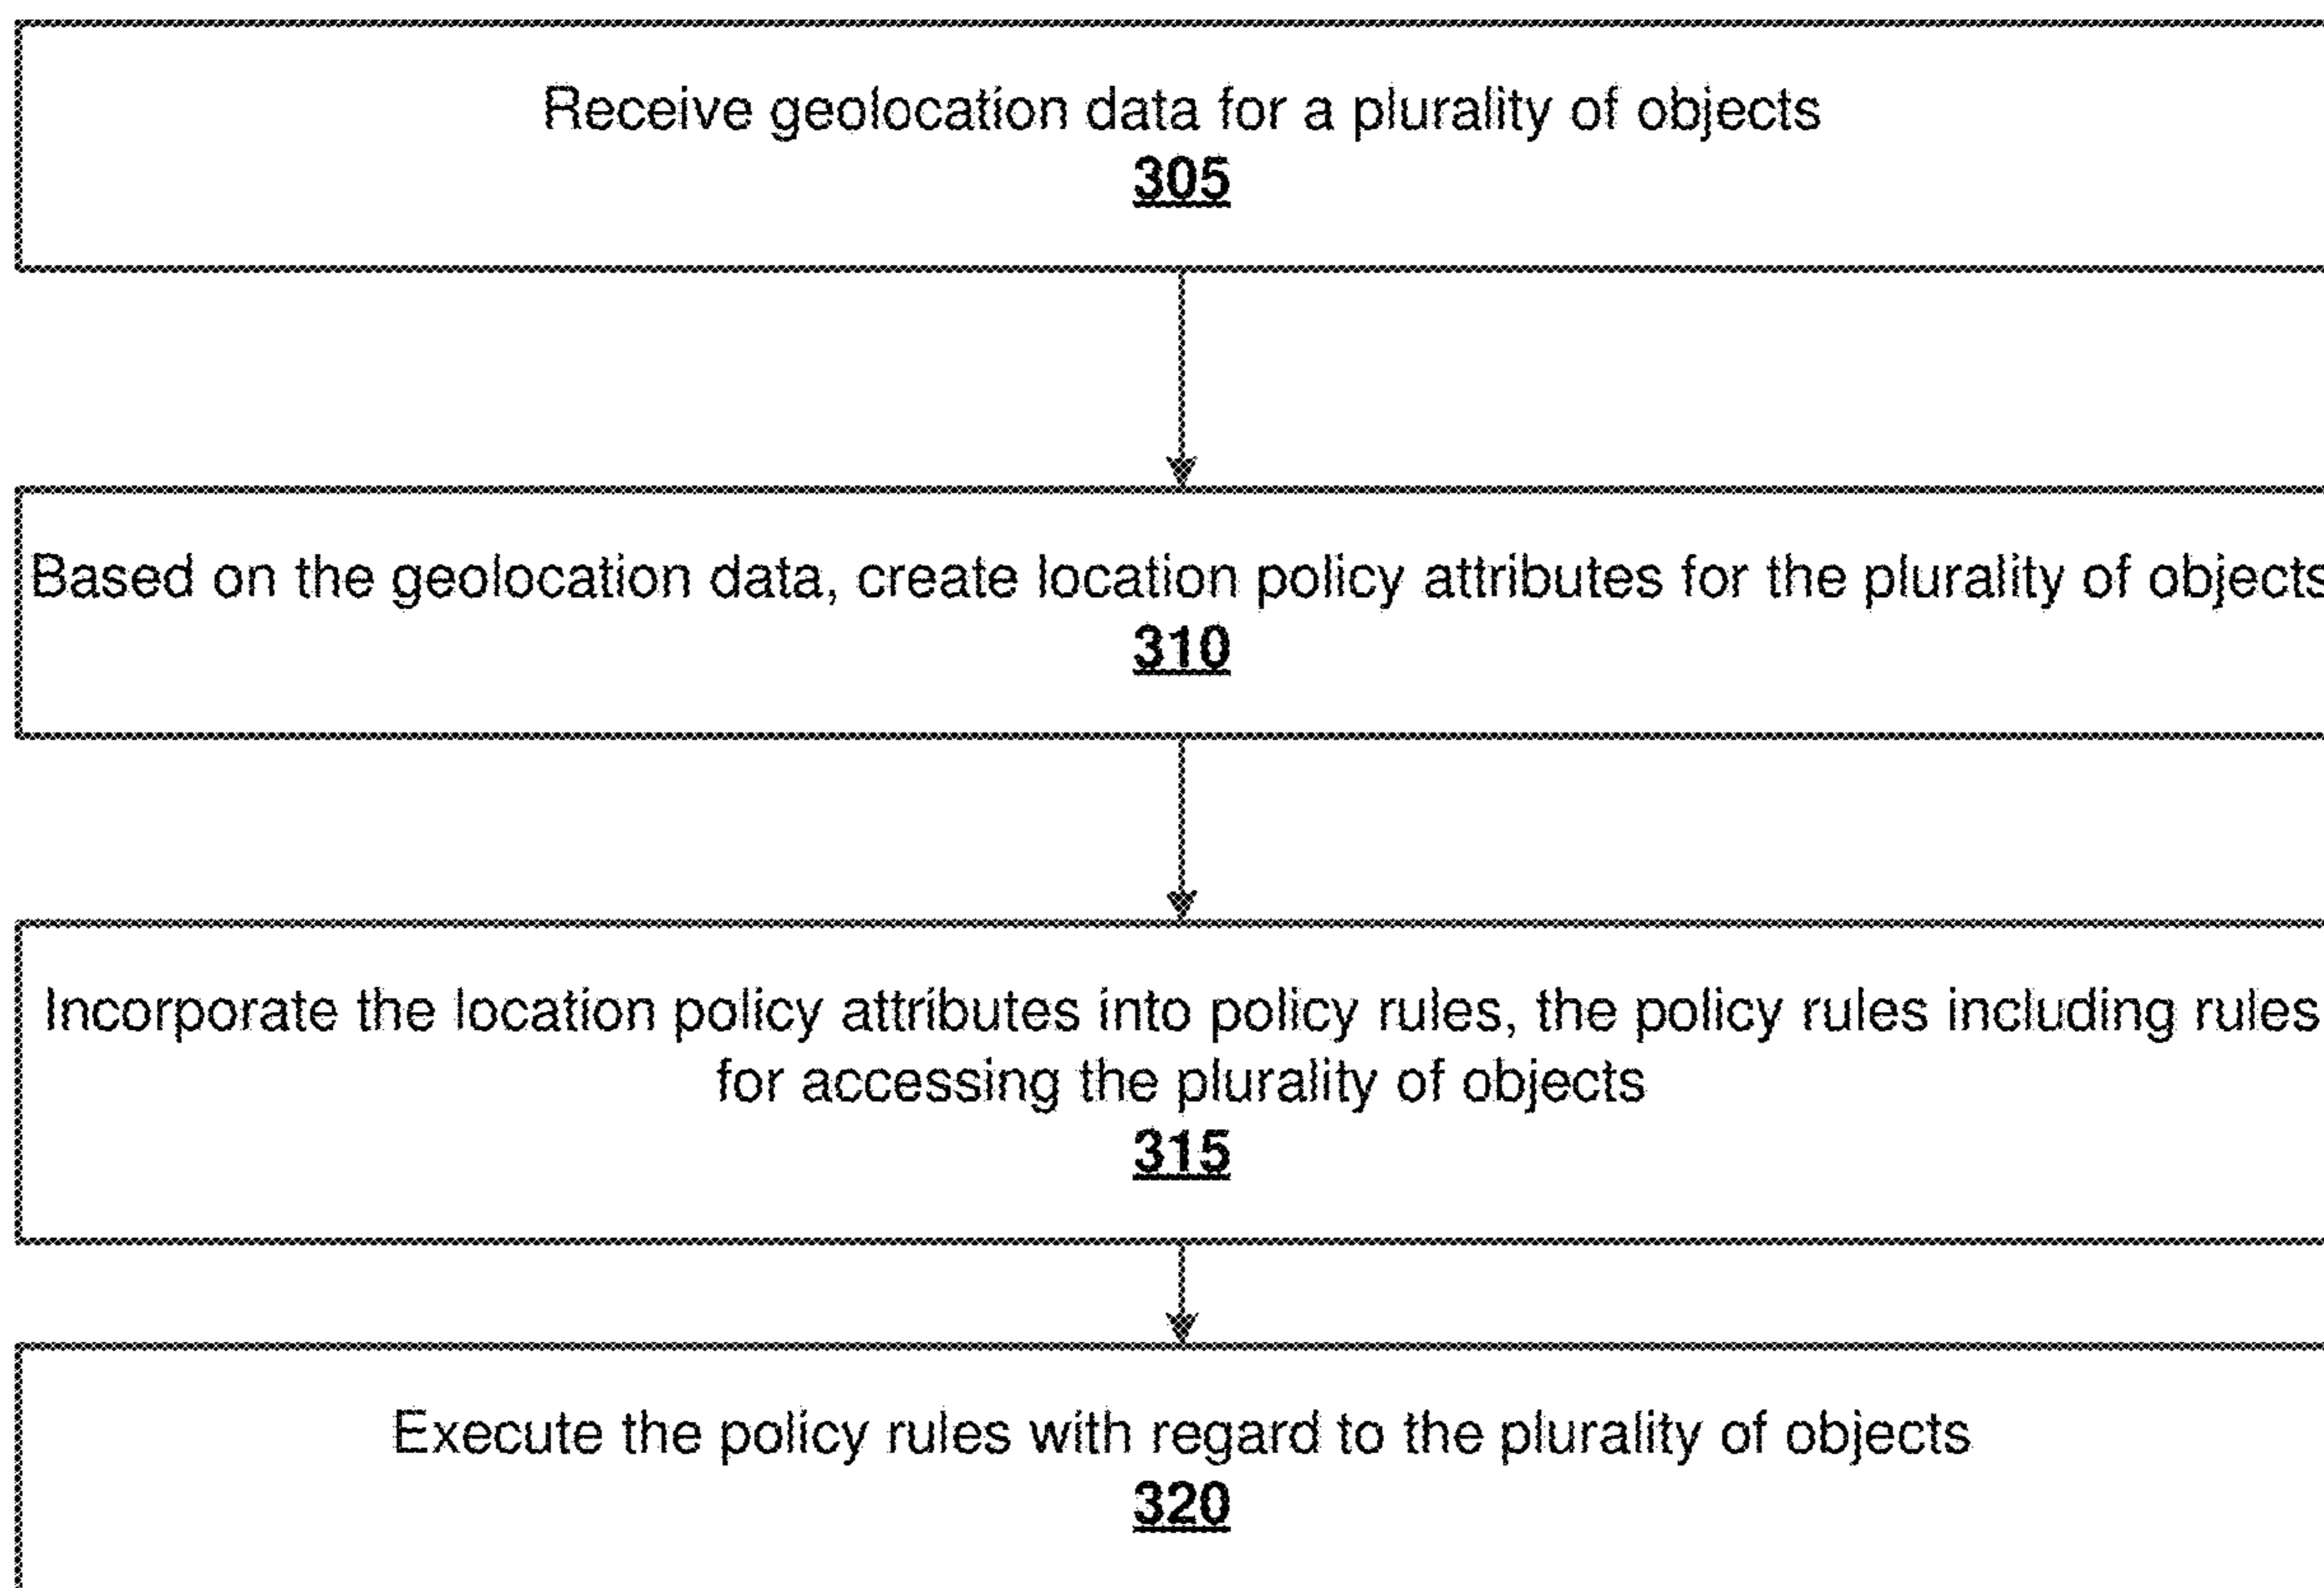 Receive geolocation data for a plurality of objects
305
Based on the geolocation data, create location policy attributes for the plurality of objects
310
Incorporate the location policy attributes into policy rules, the policy rules including rules
for accessing the plurality of objects
315
Execute the policy rules with regard to the plurality of objects
320